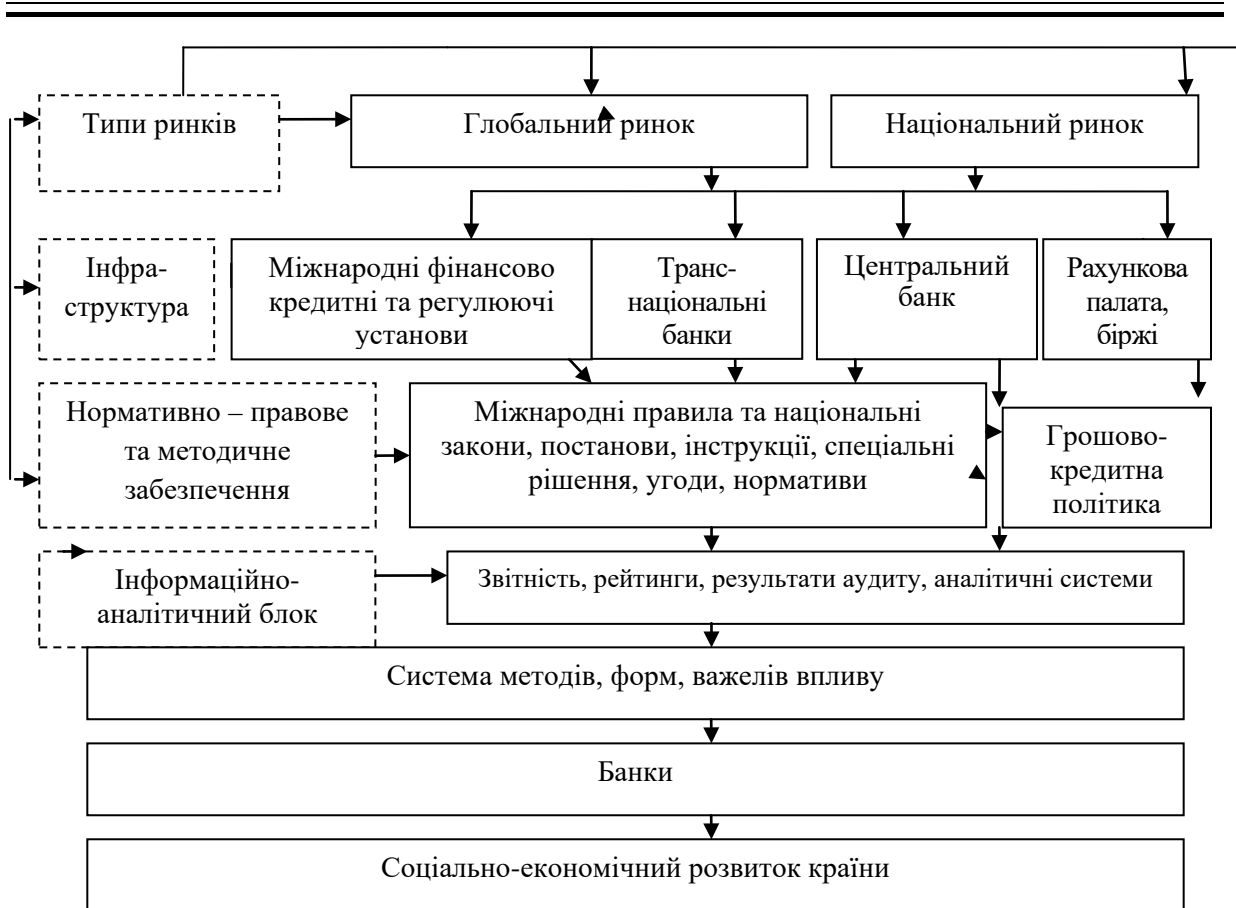 Типи ринків
Глобальний ринок
Національний ринок
Інфра-
структура
Міжнародні фінансово
кредитні та регулюючі
установи
Транс-
національні
банки
Центральний
банк
Рахункова
палата,
біржі
Нормативно – правове
та методичне
забезпечення
Міжнародні правила та національні
закони, постанови, інструкції, спеціальні
рішення, угоди, нормативи
Грошово-
кредитна
політика
Інформаційно-
аналітичний блок
Звітність, рейтинги, результати аудиту, аналітичні системи
Система методів, форм, важелів впливу
Банки
Соціально-економічний розвиток країни